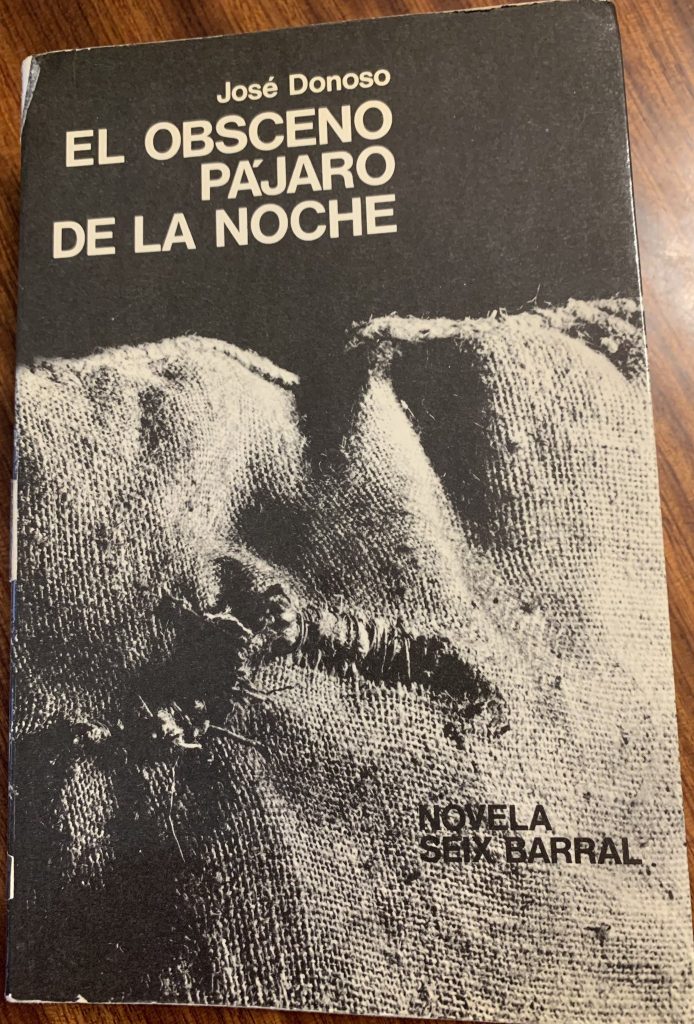 José Donoso
EL OBSCENO
PÁJARO
DE LA NOCHE
NOVELA
SEIX BARRAL